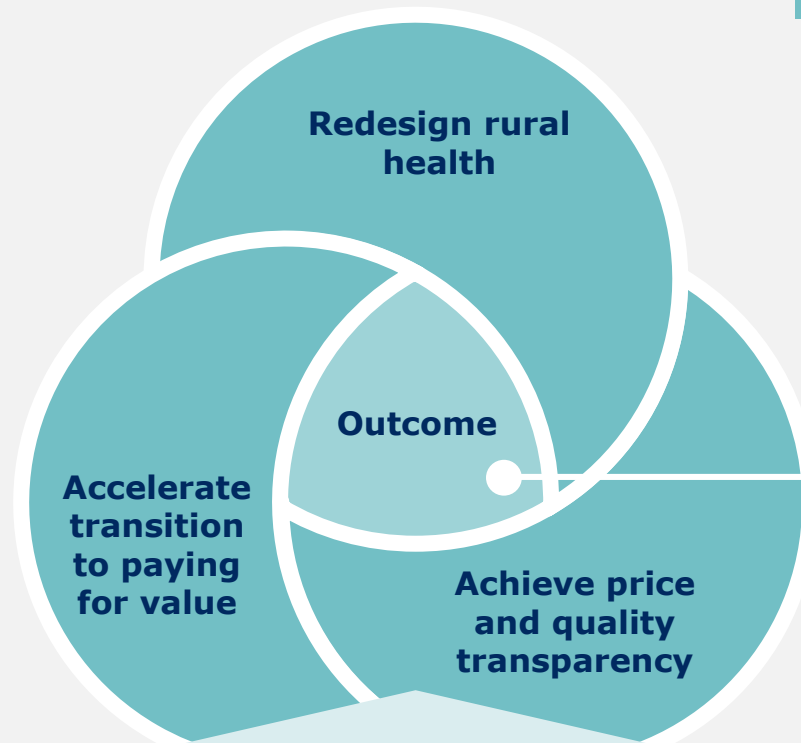 Redesign rural
health
Outcome
Accelerate
transition
to paying
for value
Achieve price
and quality
transparency